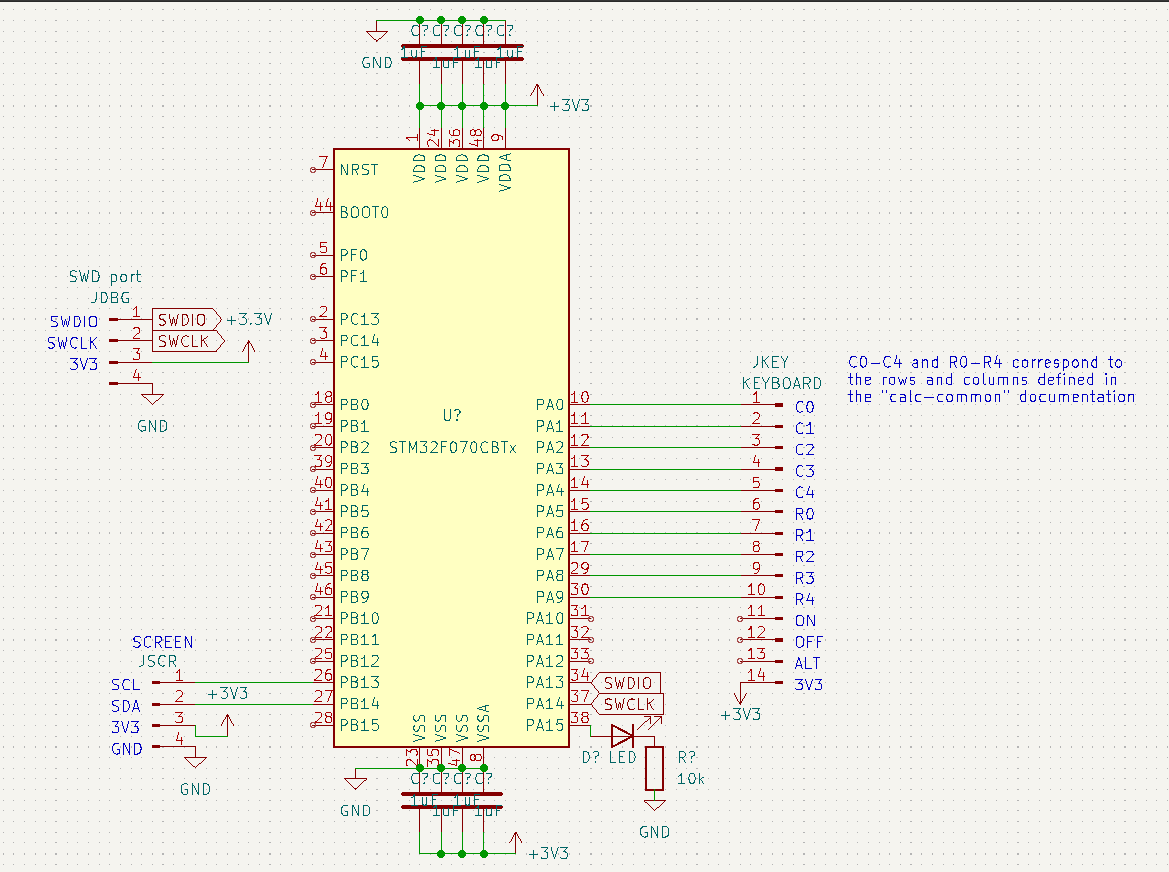 C? C? C? C? C?
1uF 1uF 1uF 1uF
GND
+3V3
1 24 36 48 9
VDD VDD VDD VDD VDDA
7 NRST
44 BOOT0
5 PF0
6 PF1
2 PC13
3 PC14
4 PC15
18 PB0
19 PB1
20 PB2
39 PB3
40 PB4
41 PB5
42 PB6
43 PB7
45 PB8
46 PB9
21 PB10
22 PB11
25 PB12
26 PB13
27 PB14
28 PB15
U?
STM32F070CBTx
PA0 10
PA1 11
PA2 12
PA3 13
PA4 14
PA5 15
PA6 16
PA7 17
PA8 29
PA9 30
PA10 31
PA11 32
PA12 33
PA13 34 SWDIO
PA14 37 SWCLK
PA15 38
VSS VSS VSS VSSA
23 35 47 8
SWD port
JDBG
SWDIO 1 SWDIO +3.3V
SWCLK 2 SWCLK
3V3 3
4
GND
SCREEN
JSCR
SCL 1
SDA 2 +3V3
3V3 3
GND 4
GND
JKEY
KEYBOARD
1 C0
2 C1
3 C2
4 C3
5 C4
6 R0
7 R1
8 R2
9 R3
10 R4
11 ON
12 OFF
13 ALT
14 3V3
+3V3
C0-C4 and R0-R4 correspond to
the rows and columns defined in
the "calc-common" documentation
D? LED
R?
10k
GND
C? C? C? C?
1uF 1uF 1uF 1uF
GND
+3V3